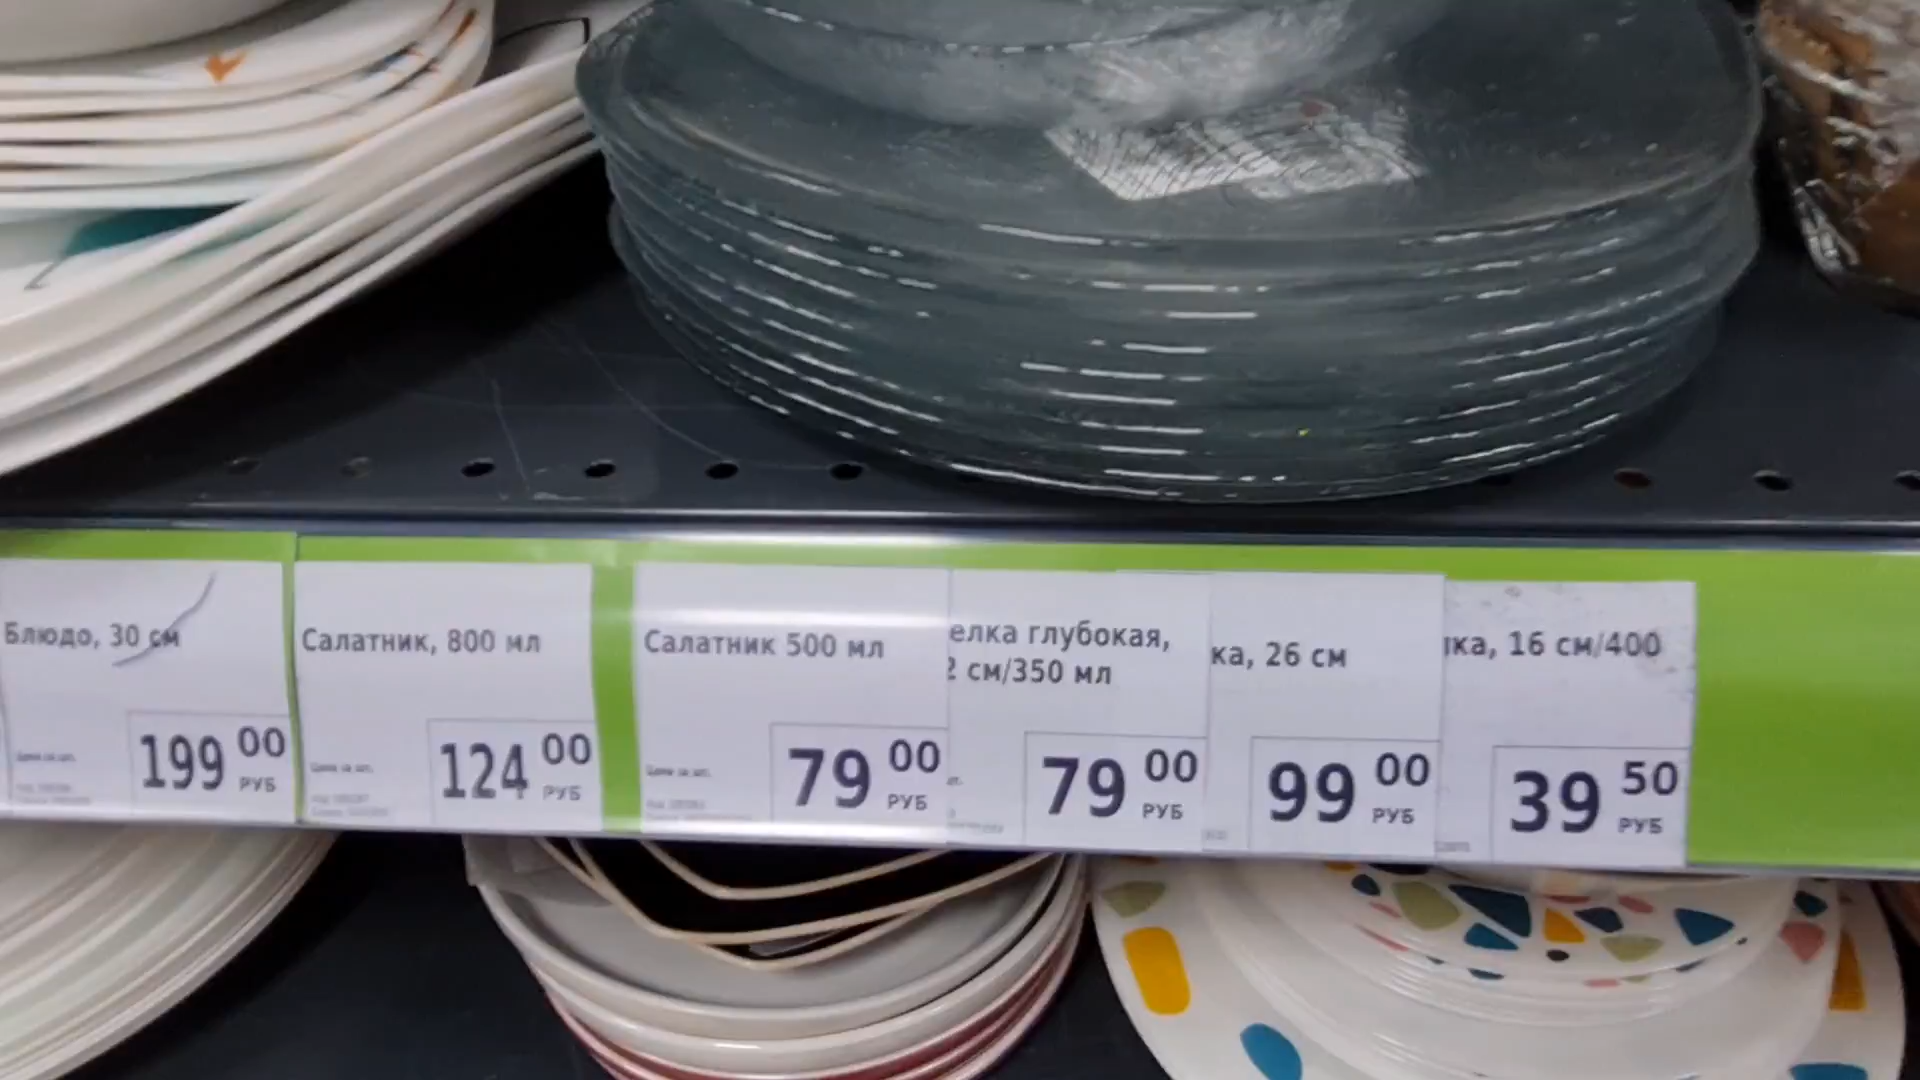 Блюдо, 30 см
199 00
РУБ
Салатник, 800 мл
124 00
РУБ
Салатник 500 мл
79 00
РУБ
елка глубокая,
2 см/350 мл
79 00
РУБ
ка, 26 см
99 00
РУБ
ка, 16 см/400
39 50
РУБ